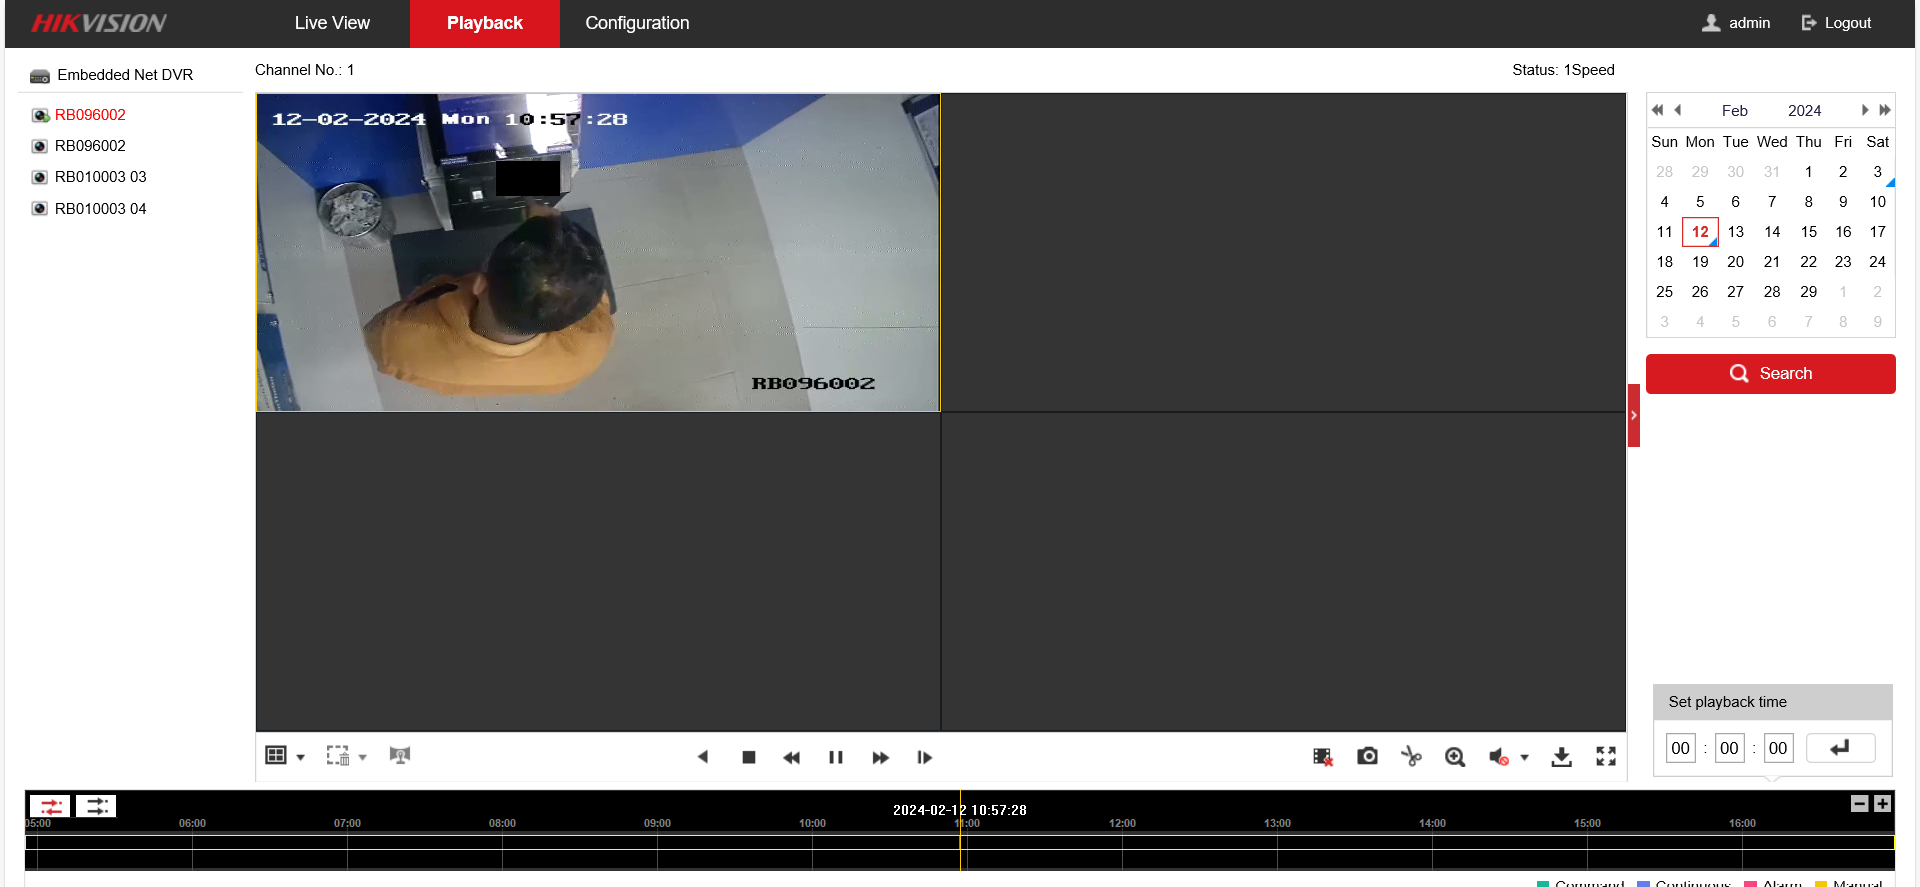 HIKVISION
Live View
Playback
Configuration
admin
Logout
Embedded Net DVR
RB096002
RB096002
RB010003 03
RB010003 04
Channel No.: 1
Status: 1Speed
12-02-2024 Mon 10:57:28
RB096002
Feb 2024
Sun Mon Tue Wed Thu Fri Sat
28 29 30 31 1 2 3
4 5 6 7 8 9 10
11 12 13 14 15 16 17
18 19 20 21 22 23 24
25 26 27 28 29 1 2
3 4 5 6 7 8 9
Search
Set playback time
00 : 00 : 00
2024-02-12 10:57:28
05:00 06:00 07:00 08:00 09:00 10:00 11:00 12:00 13:00 14:00 15:00 16:00
Command Continuous Alarm Manual